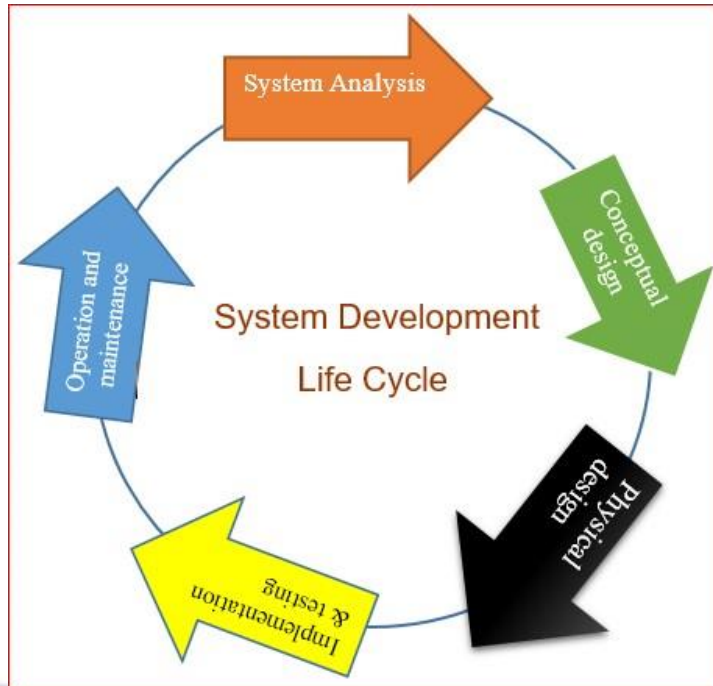 System Analysis
Conceptual
design
Physical
design
Implementation
& testing
Operation and
maintenance
System Development
Life Cycle